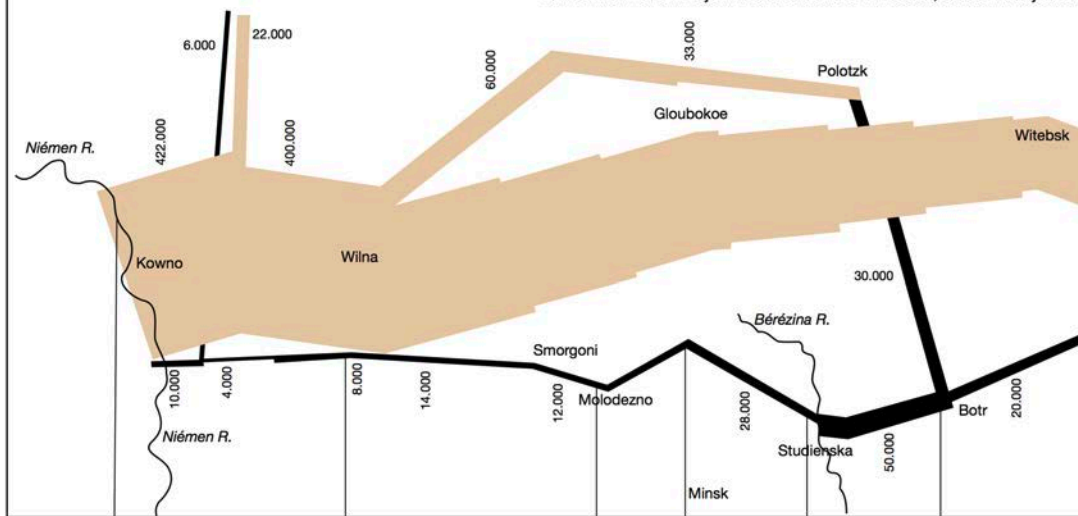 6.000
22.000
60.000
33.000
Polotzk
Gloubokoe
Witebsk
Niémen R.
422.000
400.000
Kowno
Wilna
30.000
Bérézina R.
Smorgoni
Molodezno
10.000
4.000
8.000
14.000
12.000
28.000
Studienska
50.000
Botr
20.000
Niémen R.
Minsk